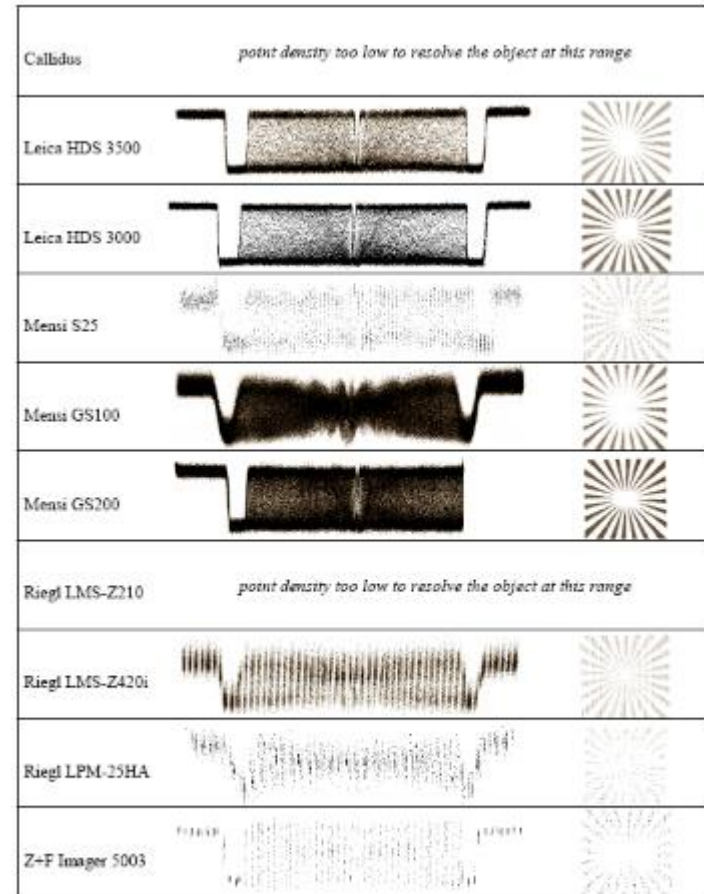 Callidus
point density too low to resolve the object at this range
Leica HDS 3500
Leica HDS 3000
Mensi S25
Mensi GS100
Mensi GS200
Riegl LMS-Z210
point density too low to resolve the object at this range
Riegl LMS-Z420i
Riegl LPM-25HA
Z+F Imager 5003